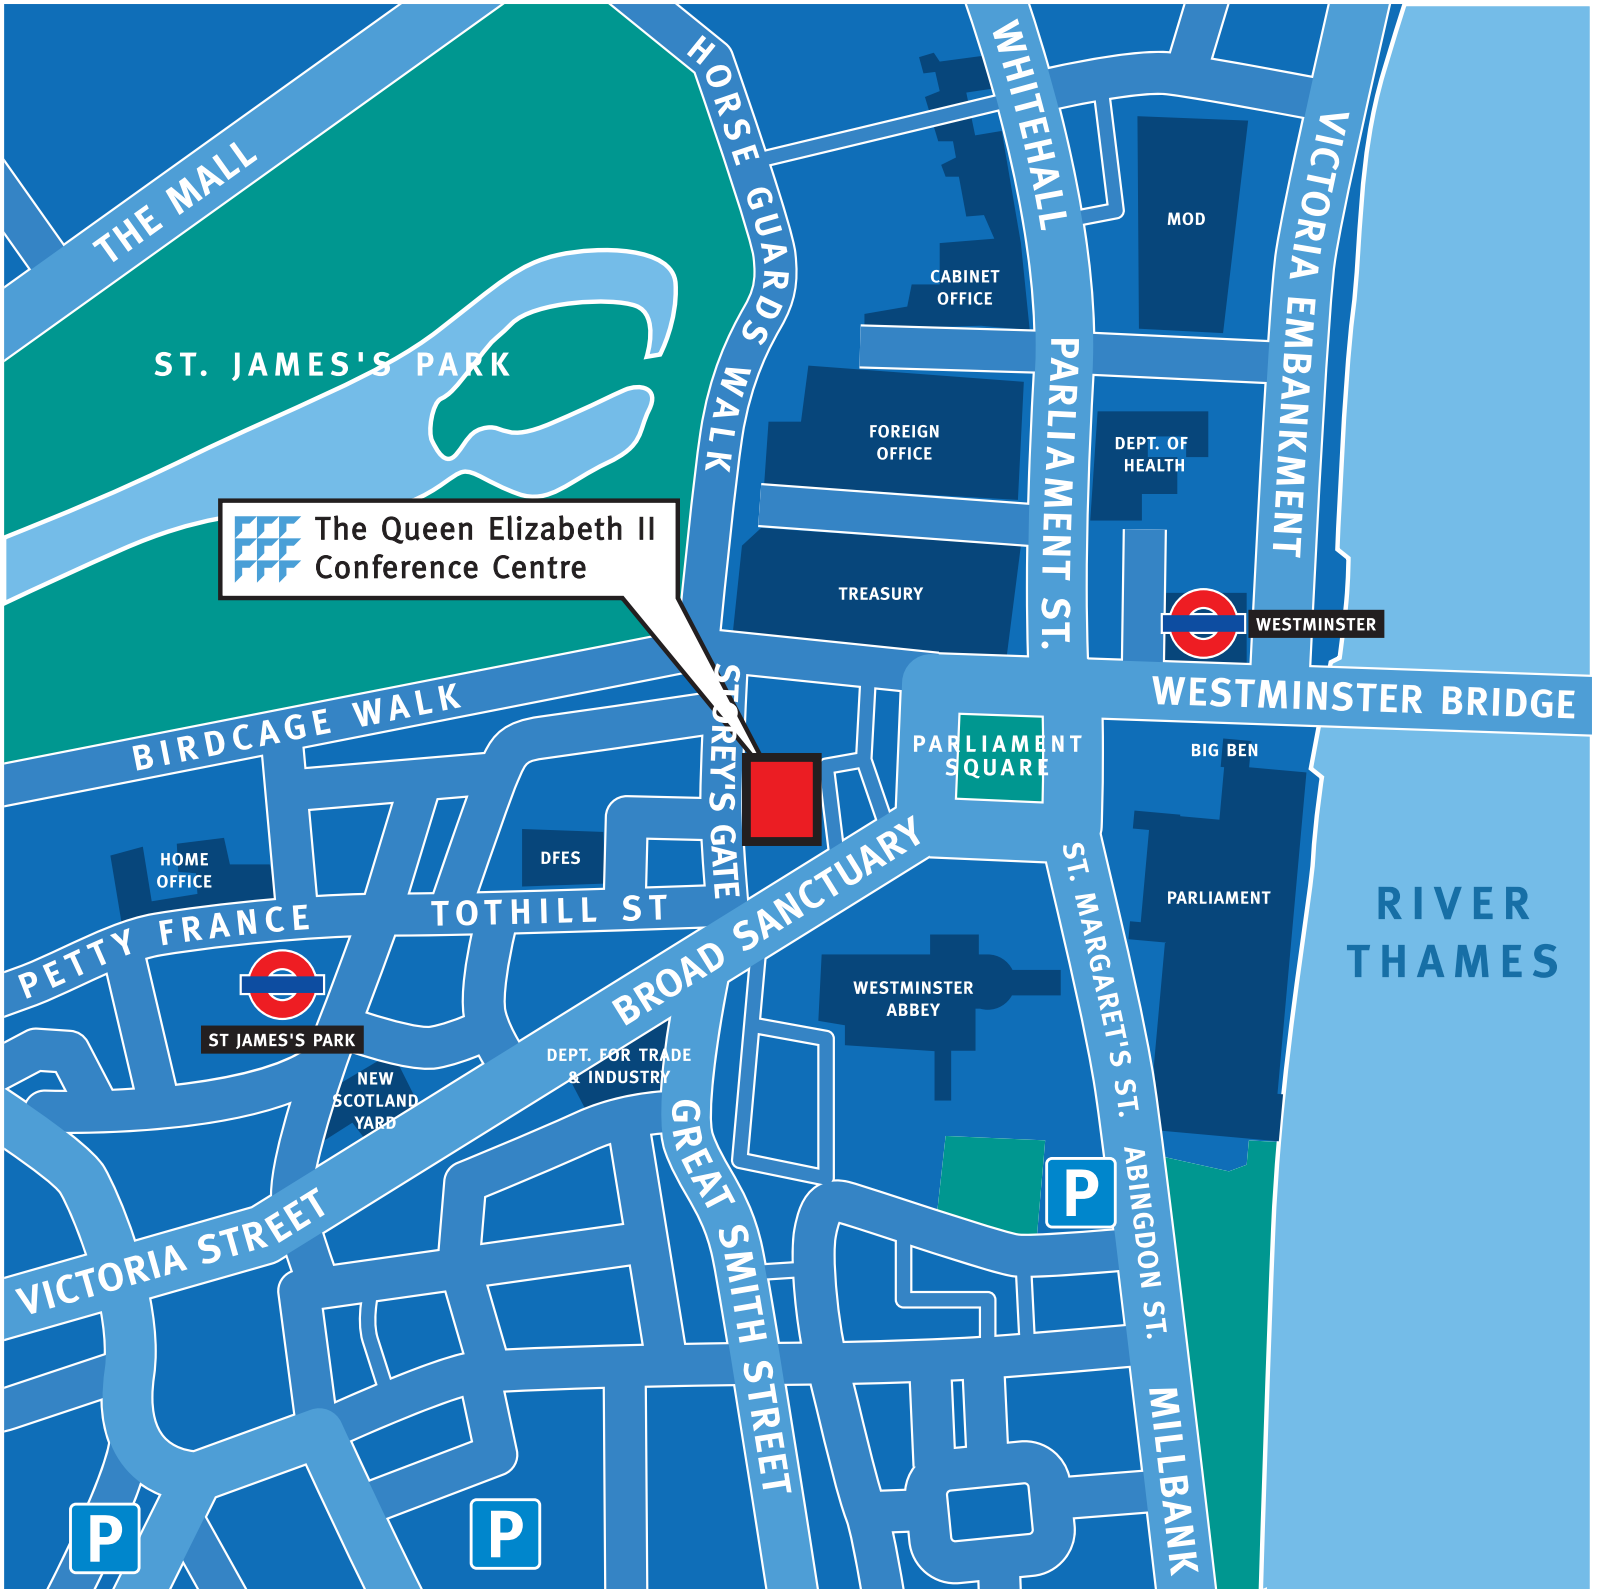 THE MALL
HORSE GUARDS WALK
WHITEHALL
VICTORIA EMBANKMENT
MOD
CABINET
OFFICE
ST. JAMES'S PARK
PARLIAMENT ST.
FOREIGN
OFFICE
DEPT. OF
HEALTH
The Queen Elizabeth II
Conference Centre
TREASURY
WESTMINSTER
BIRDCAGE WALK
STOREY'S GATE
WESTMINSTER BRIDGE
PARLIAMENT
SQUARE
BIG BEN
HOME
OFFICE
DFES
PETTY FRANCE
TOTHILL ST
BROAD SANCTUARY
ST. MARGARET'S ST.
PARLIAMENT
RIVER
THAMES
WESTMINSTER
ABBEY
ST JAMES'S PARK
DEPT. FOR TRADE
& INDUSTRY
NEW
SCOTLAND
YARD
GREAT SMITH STREET
ABINGDON ST.
P
VICTORIA STREET
MILLBANK
P
P